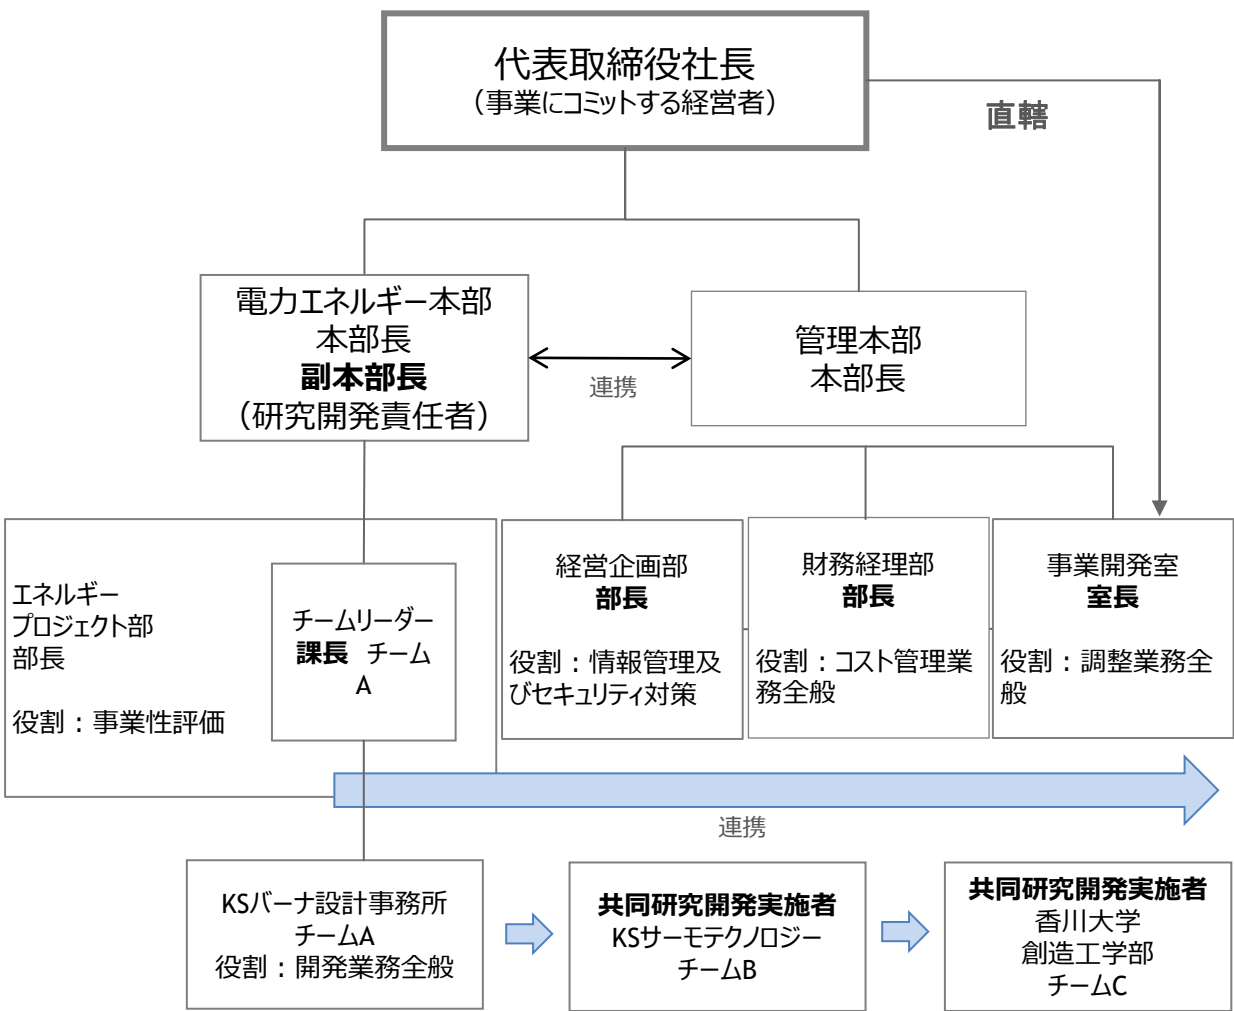 代表取締役社長
（事業にコミットする経営者）
直轄
電力エネルギー本部
本部長
副本部長
（研究開発責任者）
連携
管理本部
本部長
エネルギー
プロジェクト部
部長
役割：事業性評価
チームリーダー
課長　チーム
A
経営企画部
部長
役割：情報管理及
びセキュリティ対策
財務経理部
部長
役割：コスト管理業
務全般
事業開発室
室長
役割：調整業務全
般
連携
KSバーナ設計事務所
チームA
役割：開発業務全般
共同研究開発実施者
KSサーモテクノロジー
チームB
共同研究開発実施者
香川大学
創造工学部
チームC